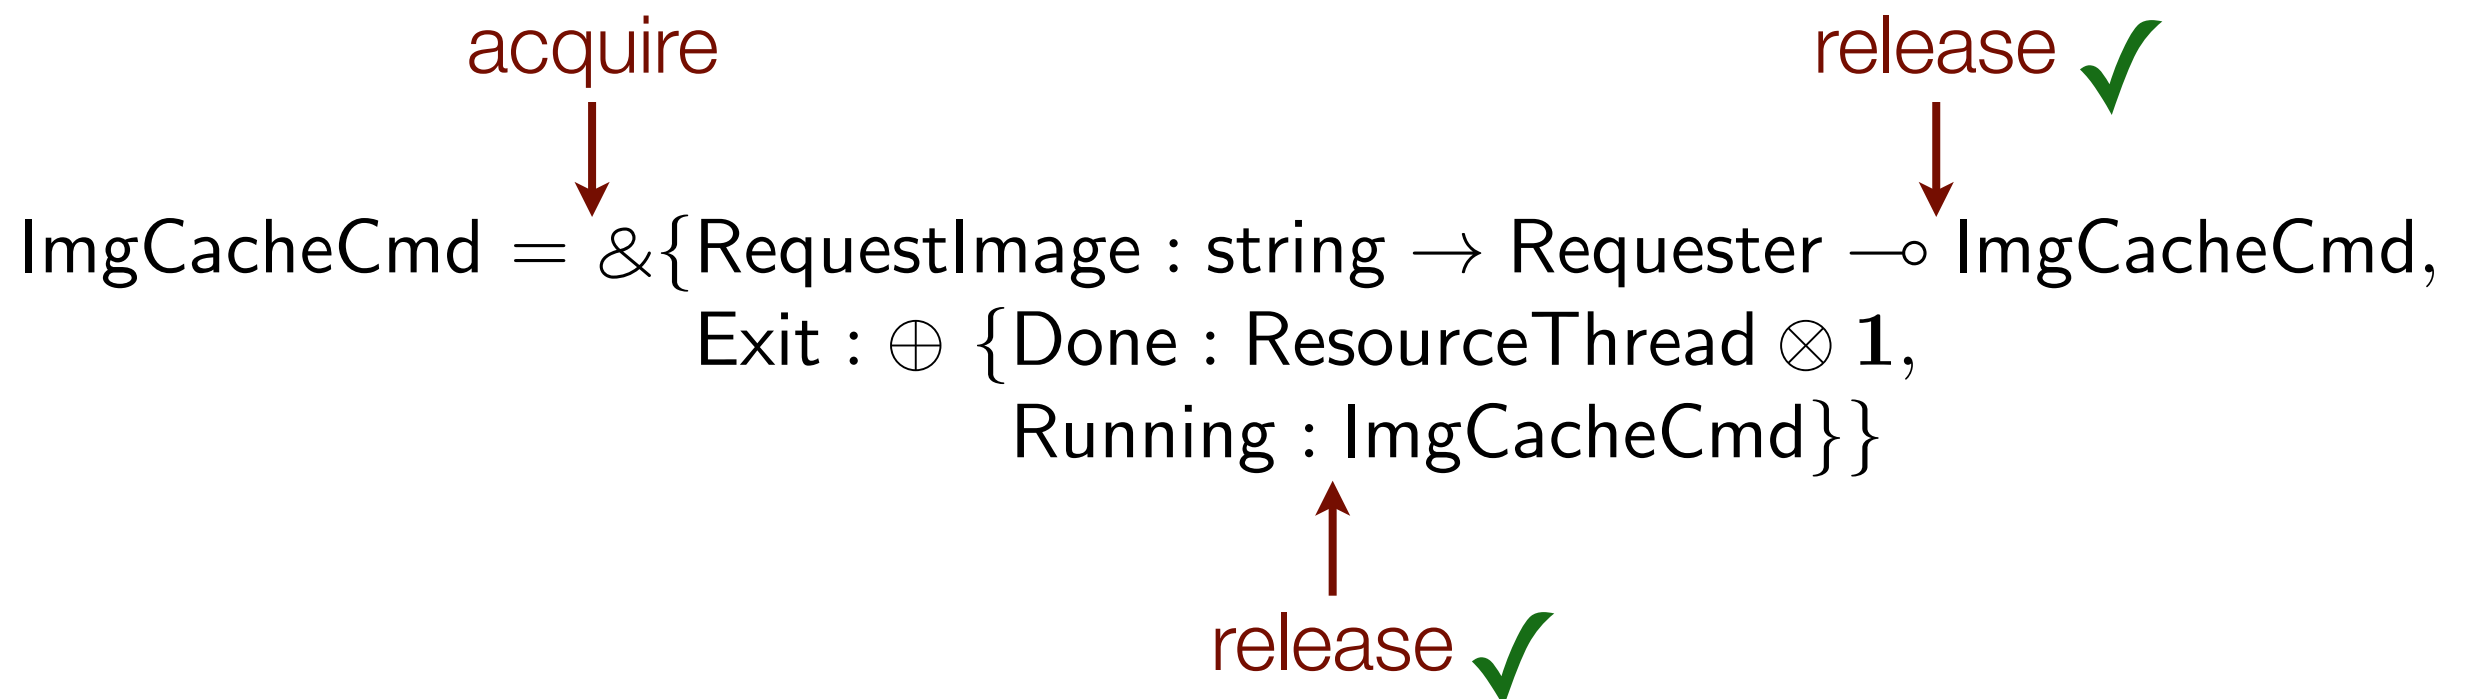 acquire release ✓
ImgCacheCmd = &{RequestImage : string → Requester ⊸ ImgCacheCmd,
Exit : ⊕ {Done : ResourceThread ⊗ 1,
Running : ImgCacheCmd}}
release ✓